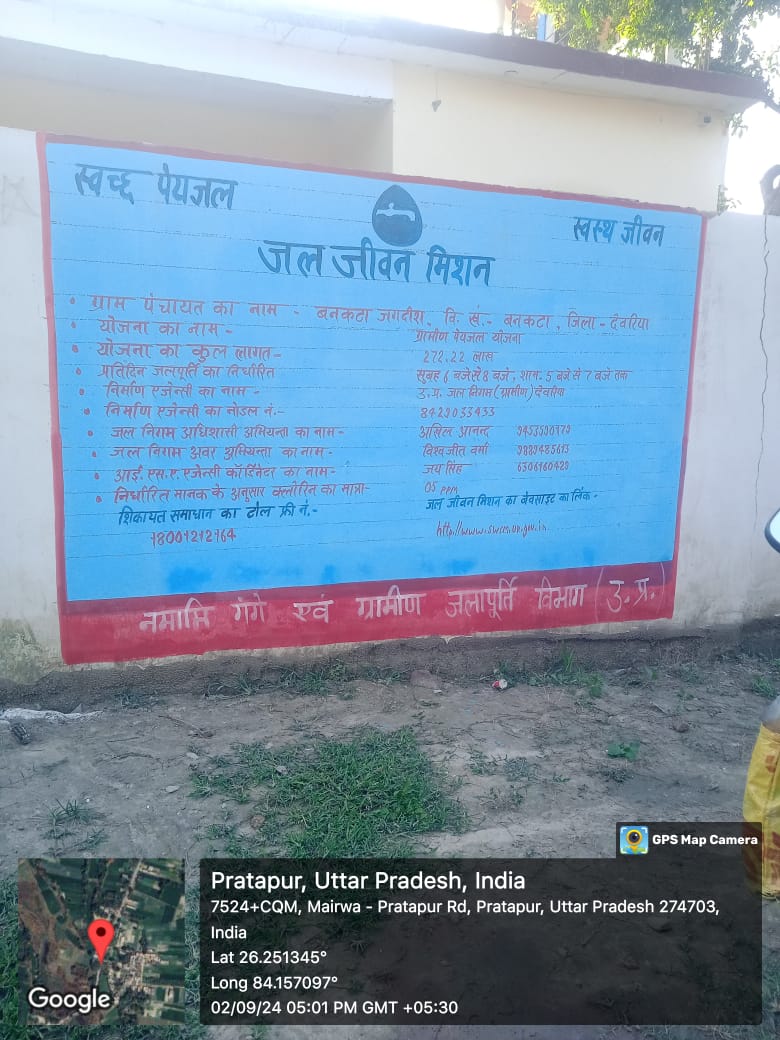 स्वच्छ पेयजल
स्वस्थ जीवन
जल जीवन मिशन
• ग्राम पंचायत का नाम - बनकटा जगदीश, वि. खं.- बनकटा, जिला - देवरिया
• योजना का नाम - ग्रामीण पेयजल योजना
• योजना का कुल लागत- 272.22 लाख
• प्रतिदिन जलपूर्ति का निर्धारित सुबह 6 बजे से 8 बजे, शाम. 5 बजे से 7 बजे तक
• निर्माण एजेन्सी का नाम - उ.प्र. जल निगम (ग्रामीण) देवरिया
• निर्माण एजेन्सी का नोडल नं.- 8429033433
• जल निगम अधिशासी अभियन्ता का नाम- आनन्द
• जल निगम अवर अभियन्ता का नाम- विश्वजीत वर्मा
• आई. एस. ए. एजेन्सी कॉर्डिनेटर का नाम- जय सिंह
• निर्धारित मानक के अनुसार क्लोरिन का मात्रा- 05 PPM
शिकायत समाधान का टोल फ्री नं.- जल जीवन मिशन का बेवसाइट का लिंक -
18001212164
नमामि गंगे एवं ग्रामीण जलापूर्ति विभाग (उ. प्र.)
GPS Map Camera
Pratapur, Uttar Pradesh, India
7524+CQM, Mairwa - Pratapur Rd, Pratapur, Uttar Pradesh 274703,
India
Lat 26.251345°
Long 84.157097°
02/09/24 05:01 PM GMT +05:30
Google